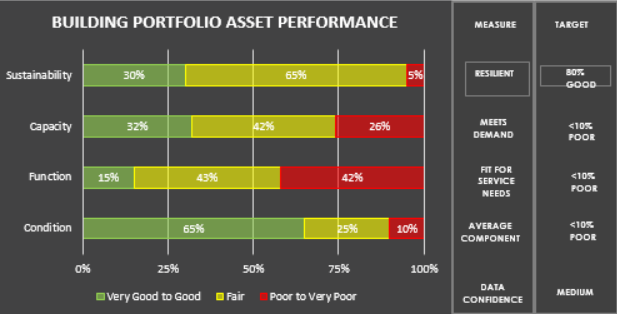 BUILDING PORTFOLIO ASSET PERFORMANCE
MEASURE
TARGET
Sustainability
30%
65%
5%
RESILIENT
80%
GOOD
Capacity
32%
42%
26%
MEETS
DEMAND
<10%
POOR
Function
15%
43%
42%
FIT FOR
SERVICE
NEEDS
<10%
POOR
Condition
65%
25%
10%
AVERAGE
COMPONENT
<10%
POOR
0%
25%
50%
75%
100%
Very Good to Good
Fair
Poor to Very Poor
DATA
CONFIDENCE
MEDIUM